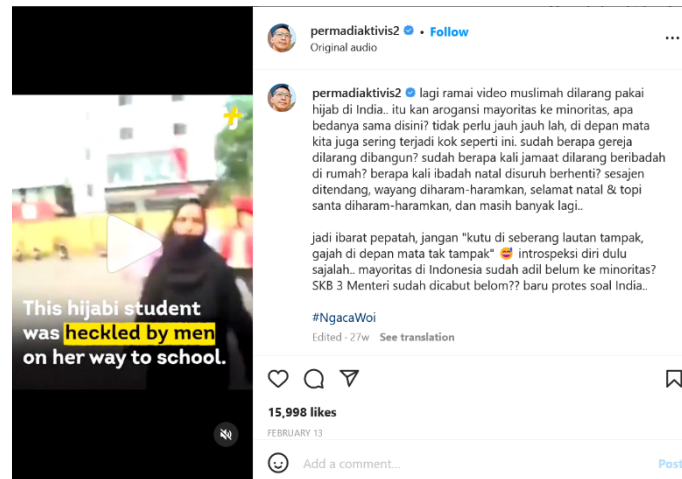 permadiaktivis2 • Follow
Original audio
permadiaktivis2 lagi ramai video muslimah dilarang pakai
hijab di India.. itu kan arogansi mayoritas ke minoritas, apa
bedanya sama disini? tidak perlu jauh jauh lah, di depan mata
kita juga sering terjadi kok seperti ini. sudah berapa gereja
dilarang dibangun? sudah berapa kali jamaat dilarang beribadah
di rumah? berapa kali ibadah natal disuruh berhenti? sesajen
ditendang, wayang diharam-haramkan, selamat natal & topi
santa diharam-haramkan, dan masih banyak lagi..
jadi ibarat pepatah, jangan "kutu di seberang lautan tampak,
gajah di depan mata tak tampak" 😅 introspeksi diri dulu
sajalah.. mayoritas di Indonesia sudah adil belum ke minoritas?
SKB 3 Menteri sudah dicabut belom?? baru protes soal India..
#NgacaWoi
Edited · 27w See translation
This hijabi student
was heckled by men
on her way to school.
15,998 likes
FEBRUARY 13
Add a comment...
Post